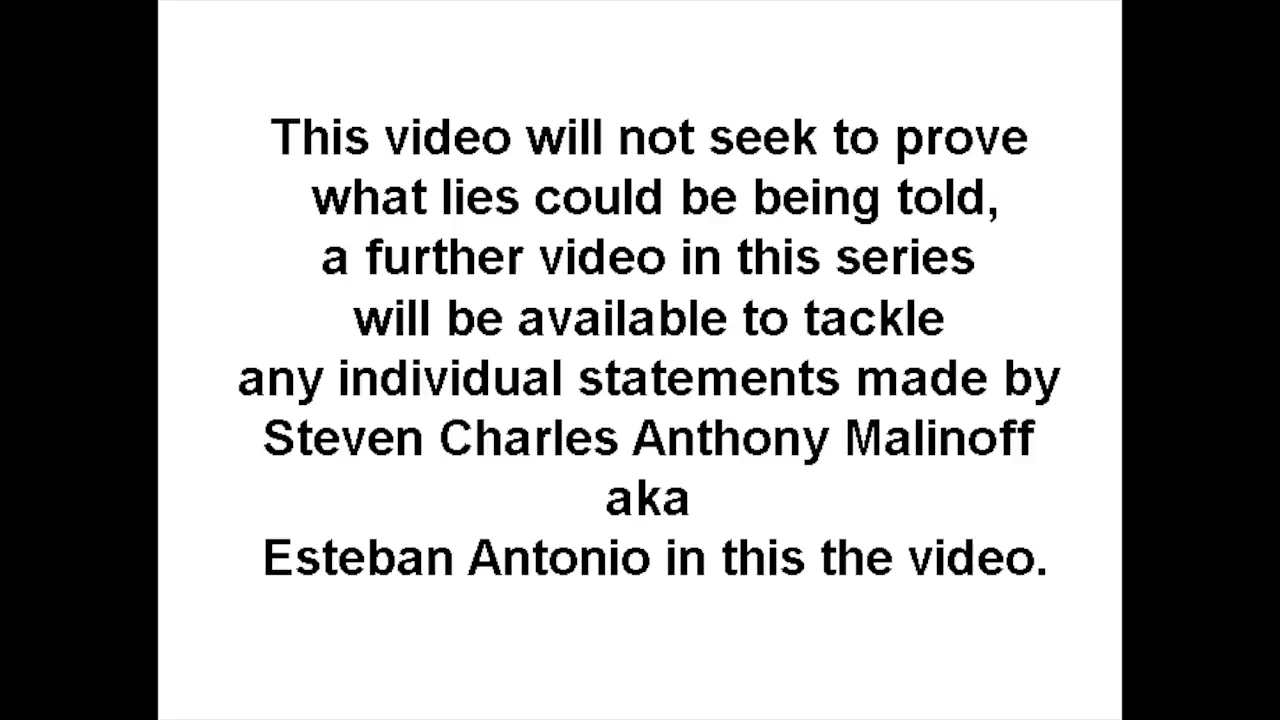 This video will not seek to prove
what lies could be being told,
a further video in this series
will be available to tackle
any individual statements made by
Steven Charles Anthony Malinoff
aka
Esteban Antonio in this the video.